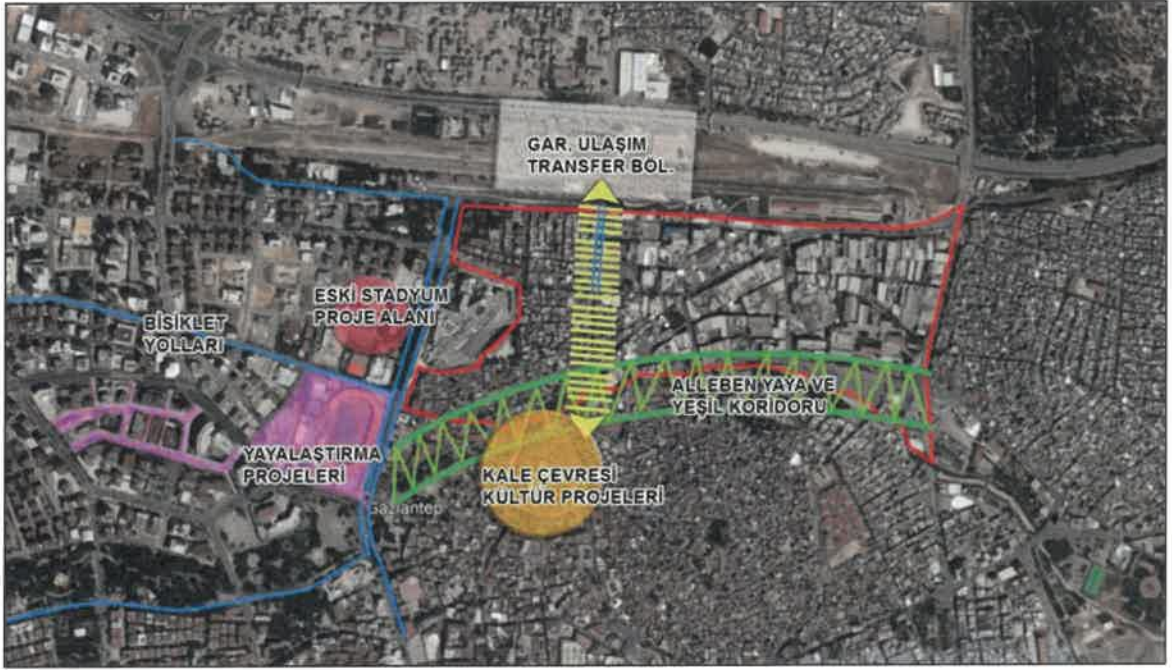 GAR, ULAŞIM
TRANSFER BÖL.
ESKİ STADYUM
PROJE ALANI
BİSİKLET
YOLLARI
ALLEBEN YAYA VE
YEŞİL KORİDORU
YAYALAŞTIRMA
PROJELERİ
KALE ÇEVRESİ
KÜLTÜR PROJELERİ
Gaziantep